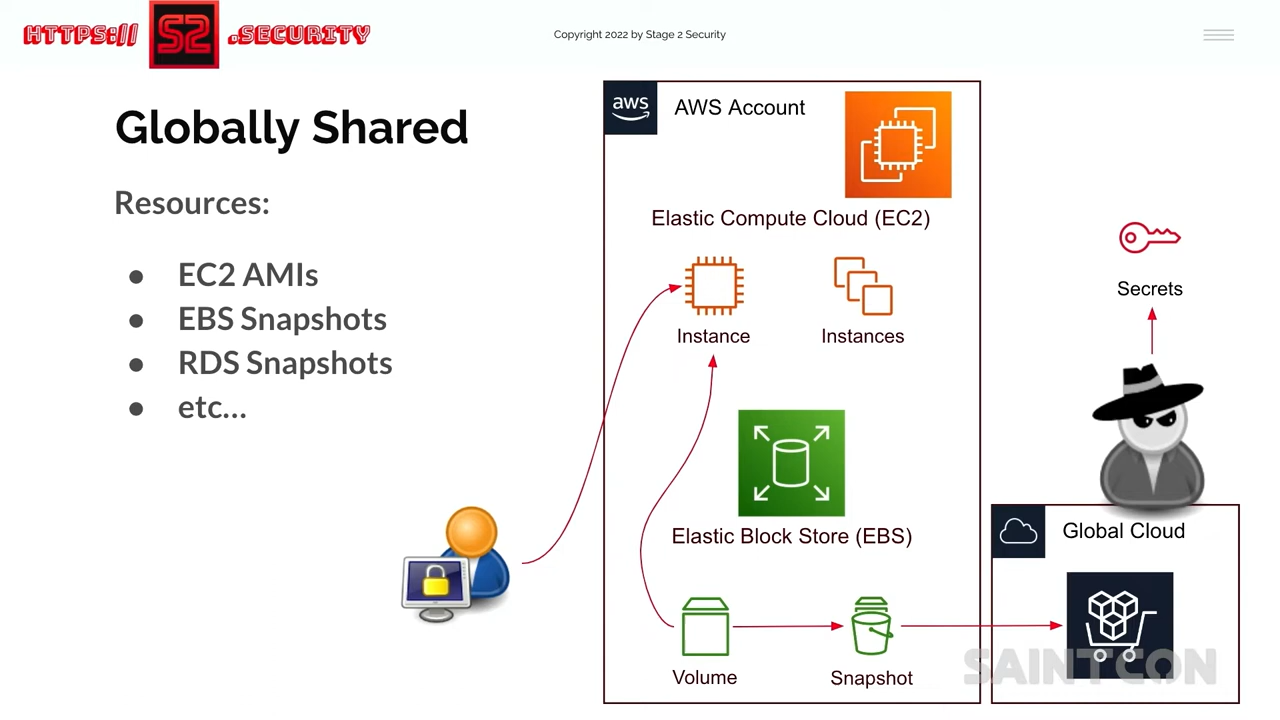 HTTPS:// S2 .SECURITY
Copyright 2022 by Stage 2 Security
Globally Shared
Resources:
● EC2 AMIs
● EBS Snapshots
● RDS Snapshots
● etc...
aws
AWS Account
Elastic Compute Cloud (EC2)
Instance
Instances
Elastic Block Store (EBS)
Volume
Snapshot
Secrets
Global Cloud
SAINTCON